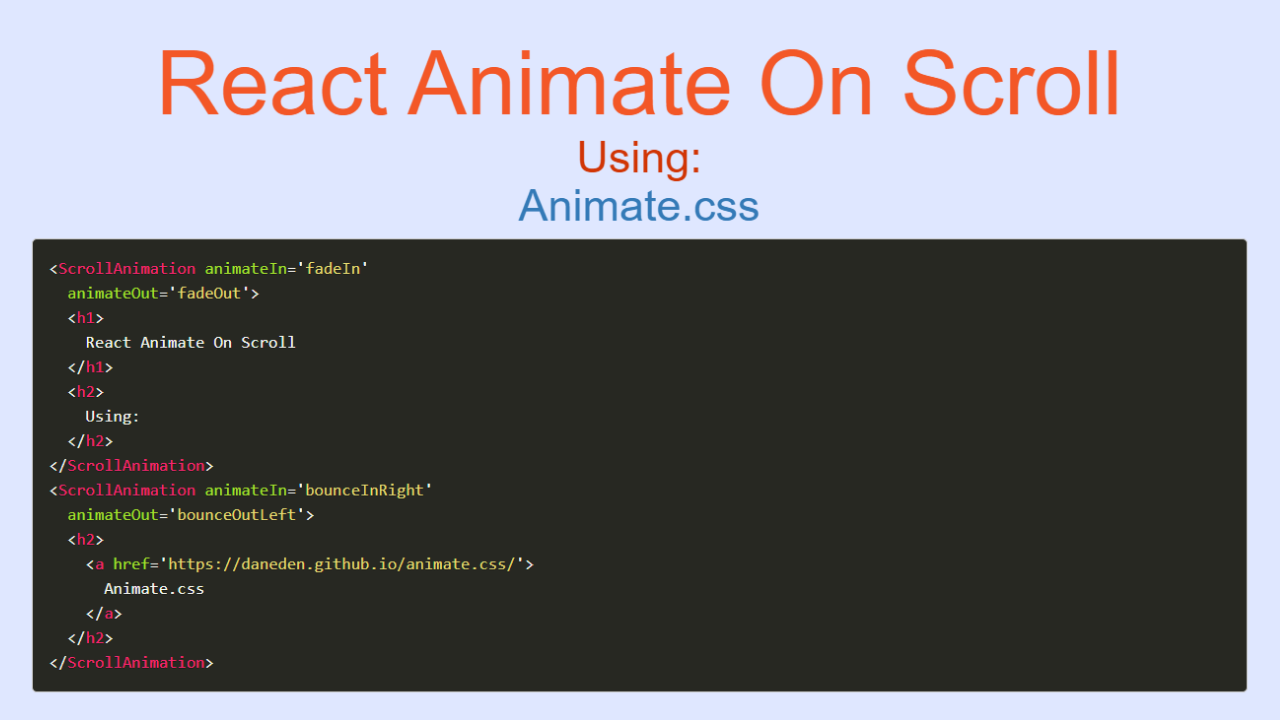 React Animate On Scroll
Using:
Animate.css
<ScrollAnimation animateIn='fadeIn'
  animateOut='fadeOut'>
  <h1>
    React Animate On Scroll
  </h1>
  <h2>
    Using:
  </h2>
</ScrollAnimation>
<ScrollAnimation animateIn='bounceInRight'
  animateOut='bounceOutLeft'>
  <h2>
    <a href='https://daneden.github.io/animate.css/'>
      Animate.css
    </a>
  </h2>
</ScrollAnimation>